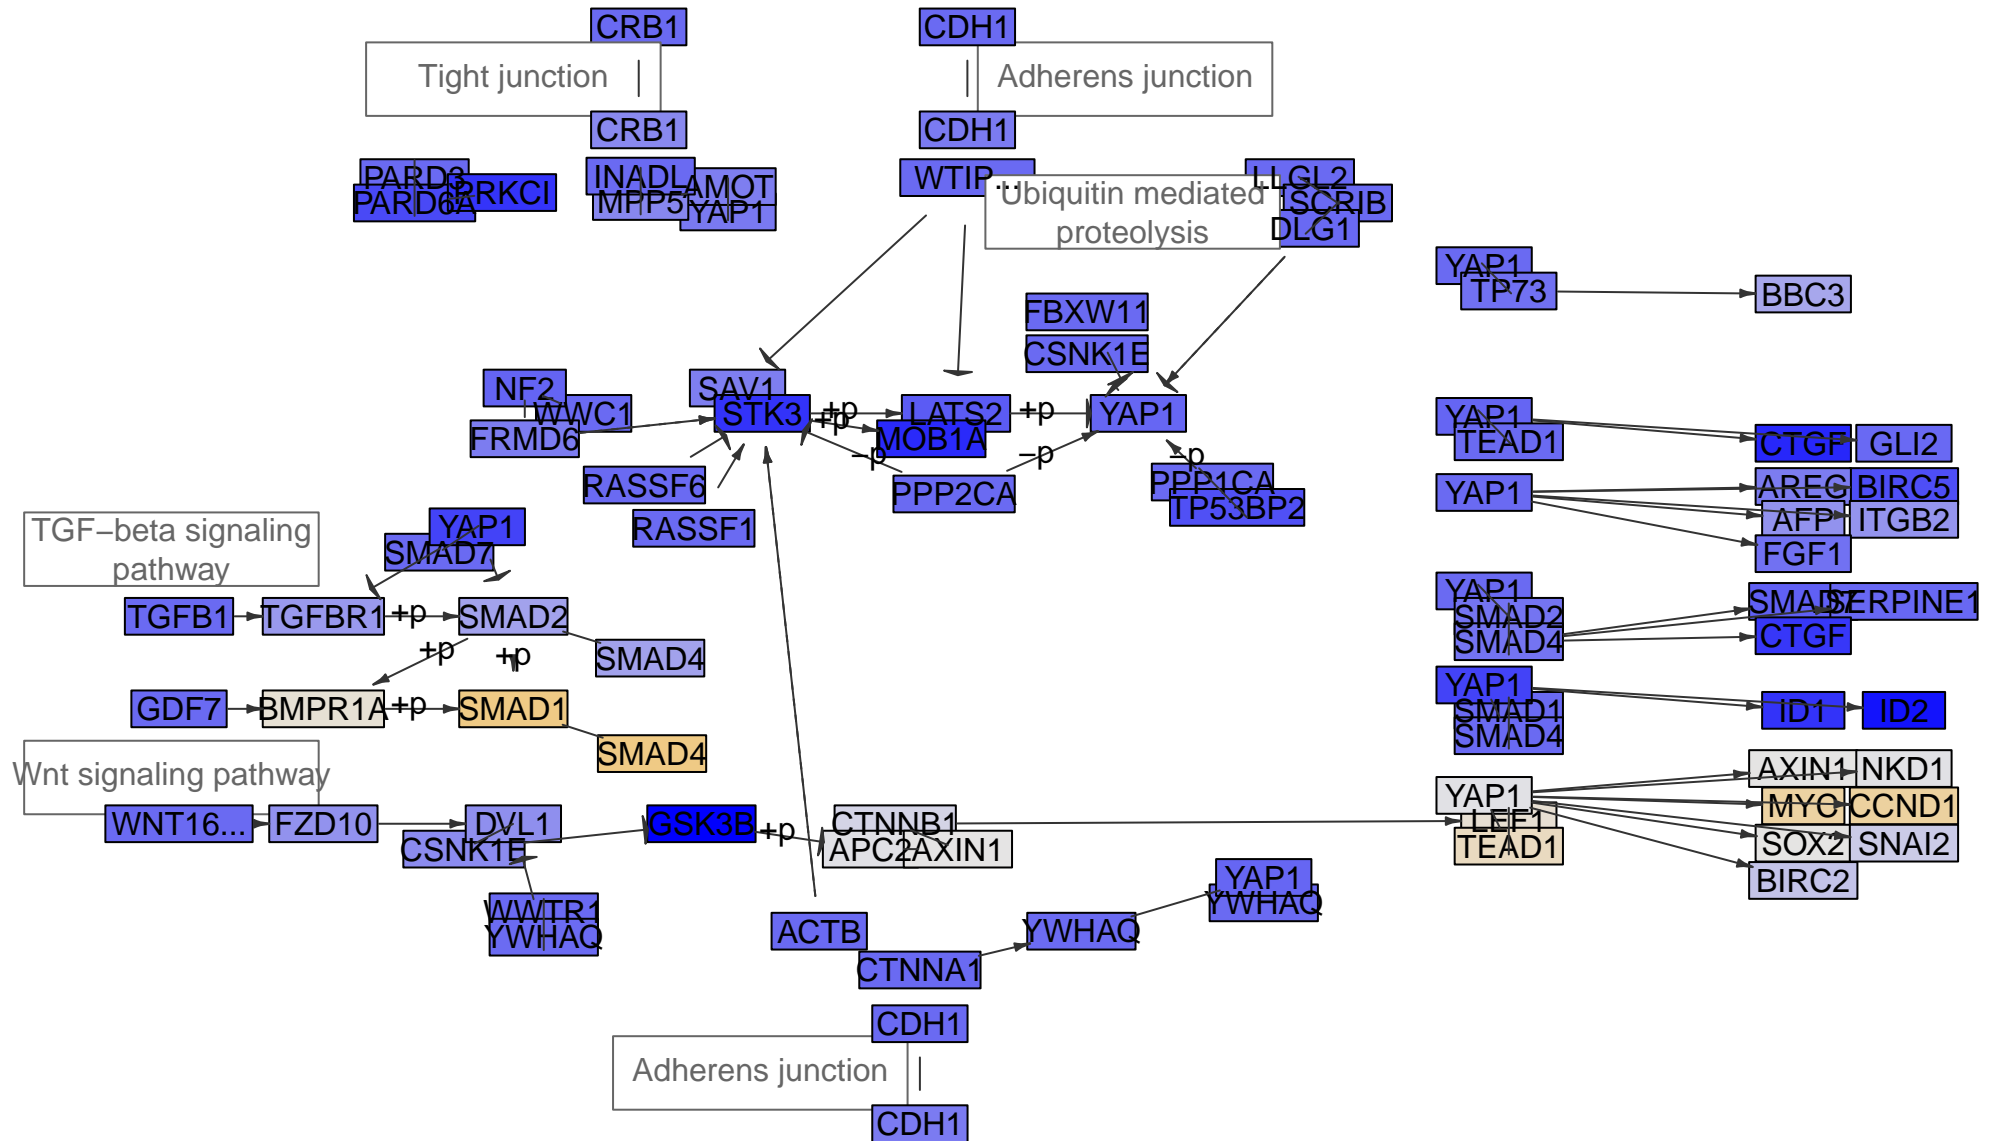 CRB1
CDH1
Tight junction
Adherens junction
CRB1
CDH1
PARD3
PRKCI
PARD6A
INADL
AMOT
MPP5
YAP1
WTIP...
LLGL2
Ubiquitin mediated
proteolysis
SCRIB
DLG1
YAP1
TP73
BBC3
FBXW11
CSNK1E
NF2
WWC1
FRMD6
SAV1
STK3
+p
+p
LATS2
MOB1A
+p
YAP1
−p
−p
−p
RASSF6
RASSF1
PPP2CA
PPP1CA
TP53BP2
YAP1
TEAD1
CTGF
GLI2
YAP1
AREG
BIRC5
AFP
ITGB2
FGF1
TGF−beta signaling
pathway
YAP1
SMAD7
TGFB1
TGFBR1
+p
SMAD2
+p
+p
SMAD4
YAP1
SMAD2
SMAD4
SMAD7
SERPINE1
CTGF
GDF7
BMPR1A
+p
SMAD1
SMAD4
YAP1
SMAD1
SMAD4
ID1
ID2
Wnt signaling pathway
WNT16...
FZD10
DVL1
CSNK1E
GSK3B
+p
CTNNB1
APC2
AXIN1
YAP1
LEF1
TEAD1
AXIN1
NKD1
MYC
CCND1
SOX2
SNAI2
BIRC2
WWTR1
YWHAQ
ACTB
CTNNA1
YWHAQ
YAP1
YWHAQ
CDH1
Adherens junction
CDH1